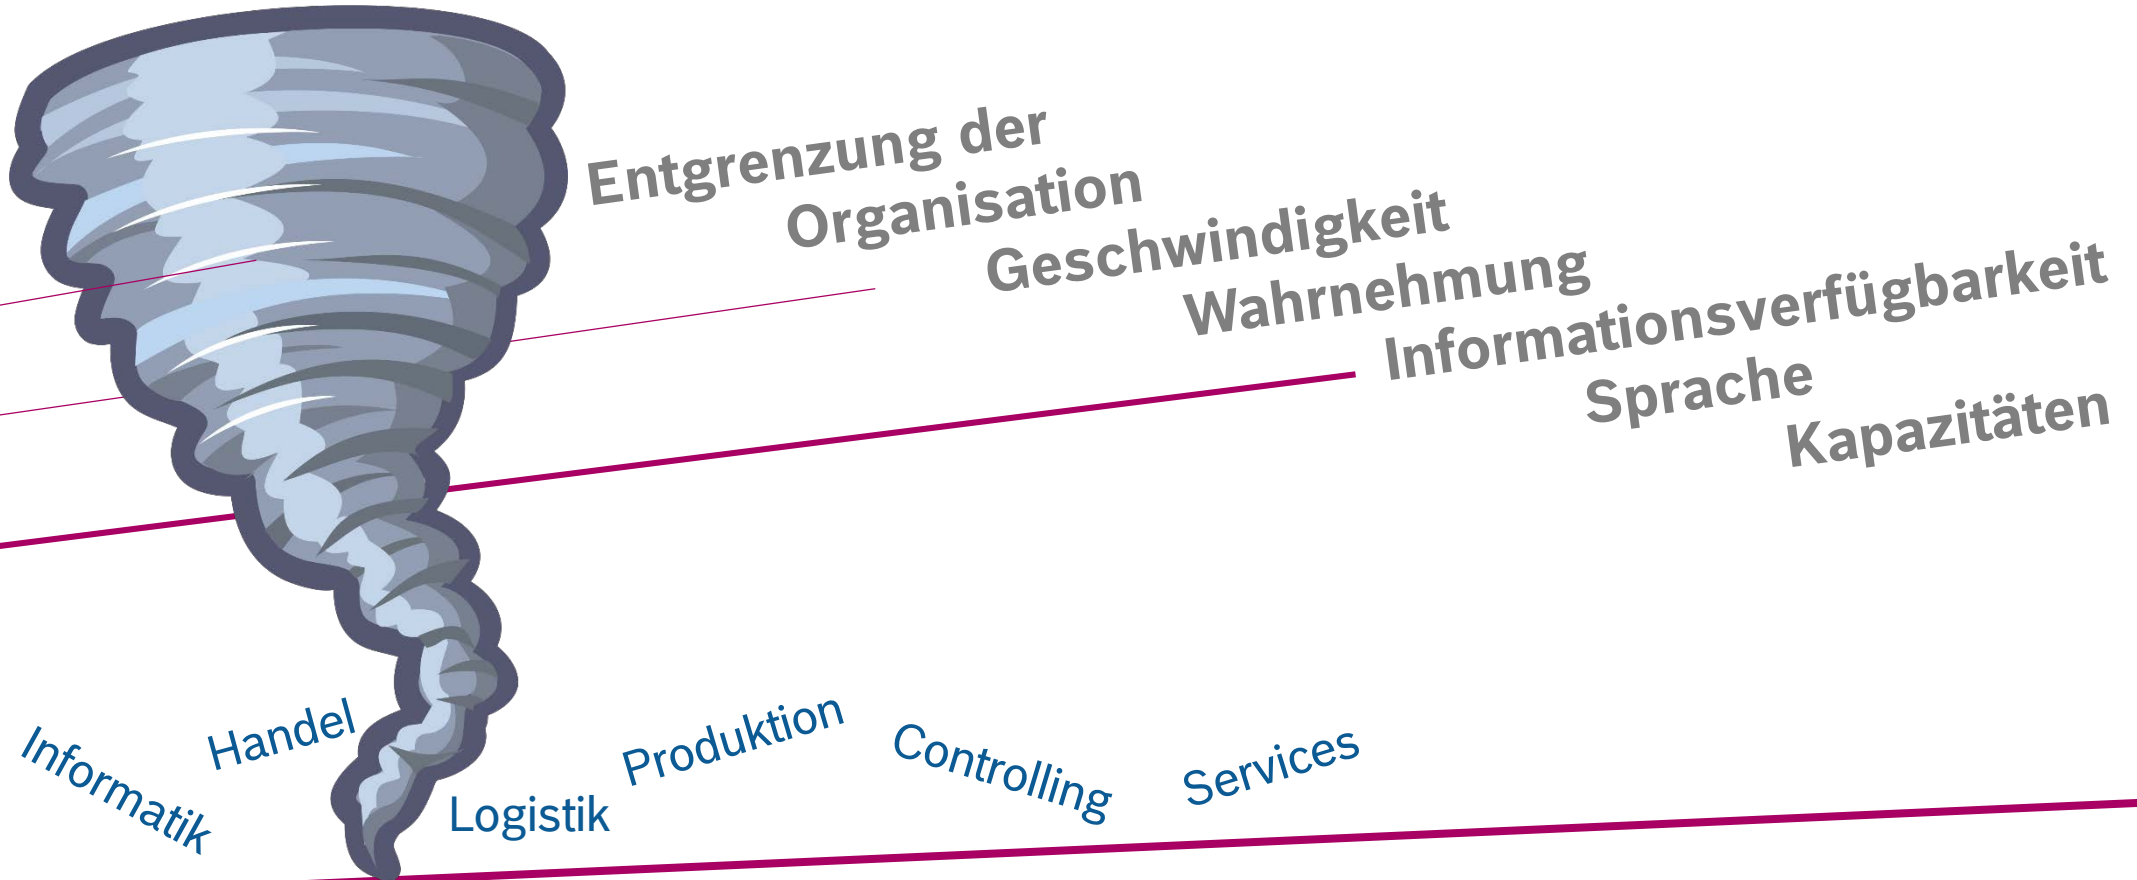 Entgrenzung der
Organisation
Geschwindigkeit
Wahrnehmung
Informationsverfügbarkeit
Sprache
Kapazitäten
Informatik
Handel
Logistik
Produktion
Controlling
Services